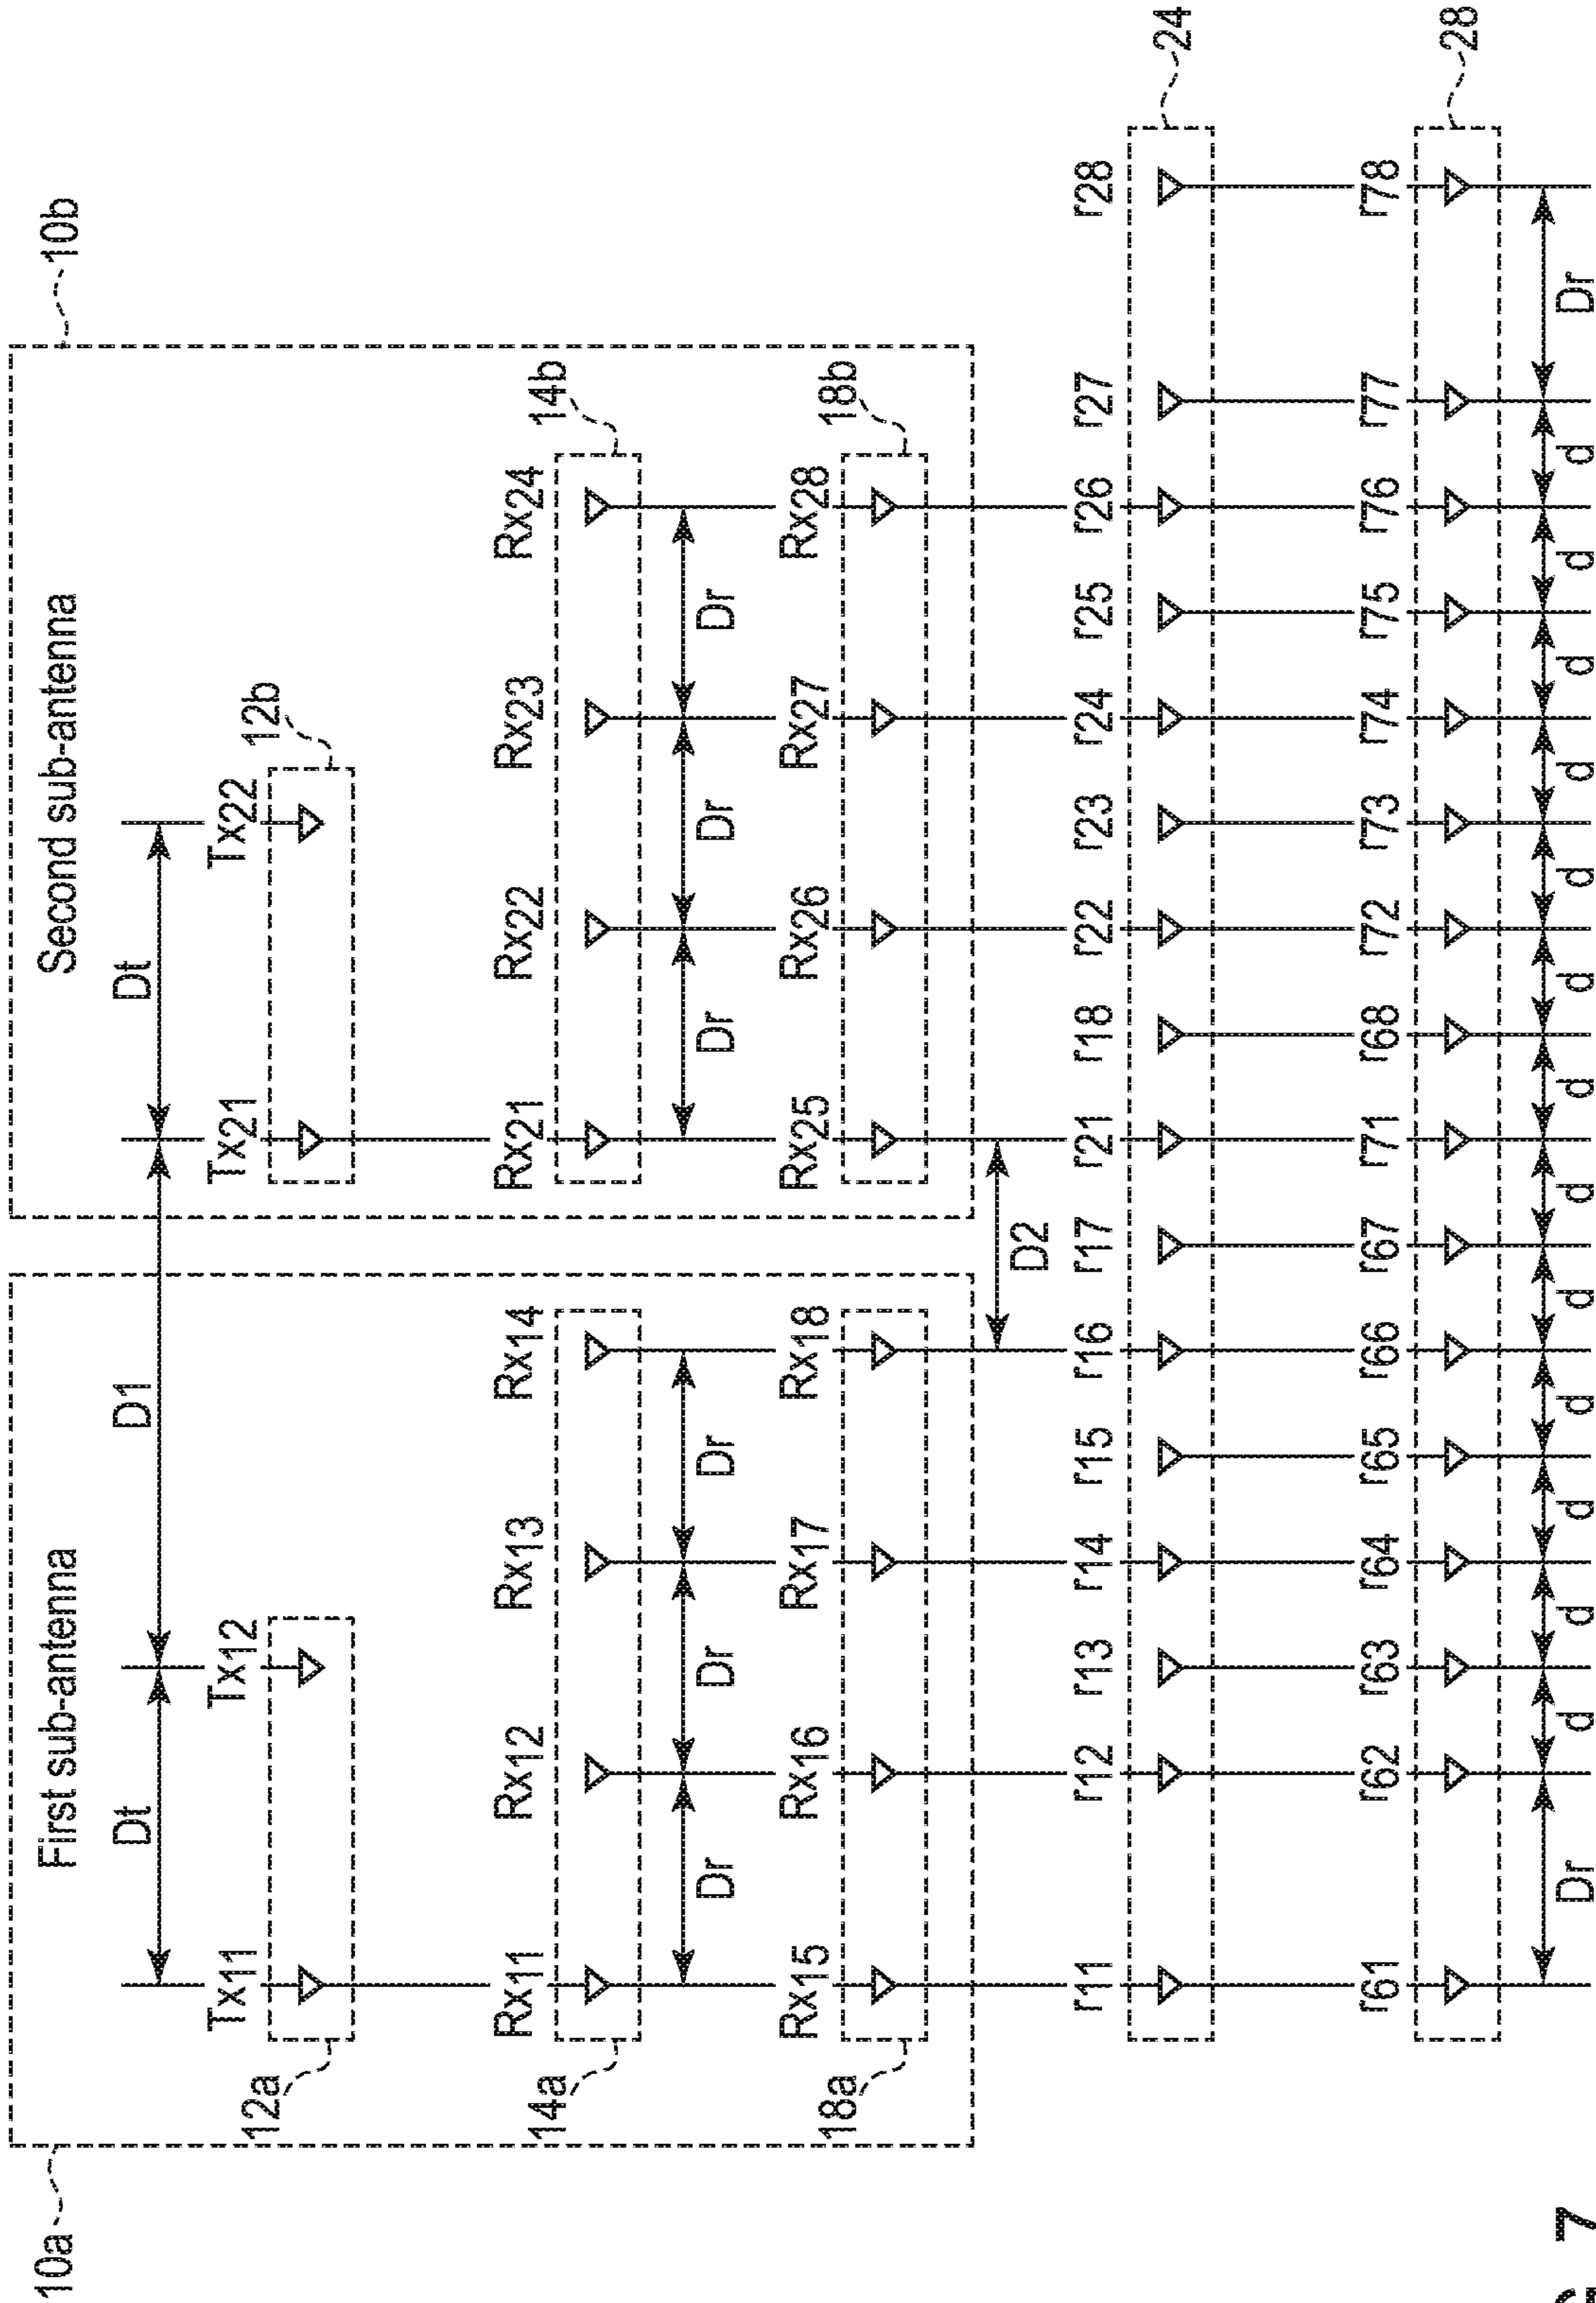 10a
10b
First sub-antenna
Second sub-antenna
Dt
D1
Dt
Tx11
Tx12
Tx21
Tx22
12a
12b
Rx11
Rx12
Rx13
Rx14
Rx21
Rx22
Rx23
Rx24
14a
14b
Dr
Dr
Dr
Dr
Dr
Dr
Rx15
Rx16
Rx17
Rx18
Rx25
Rx26
Rx27
Rx28
18a
18b
D2
r11
r12
r13
r14
r15
r16
r17
r21
r18
r22
r23
r24
r25
r26
r27
r28
24
r61
r62
r63
r64
r65
r66
r67
r71
r68
r72
r73
r74
r75
r76
r77
r78
28
Dr
d
d
d
d
d
d
d
d
d
d
d
d
d
Dr
7